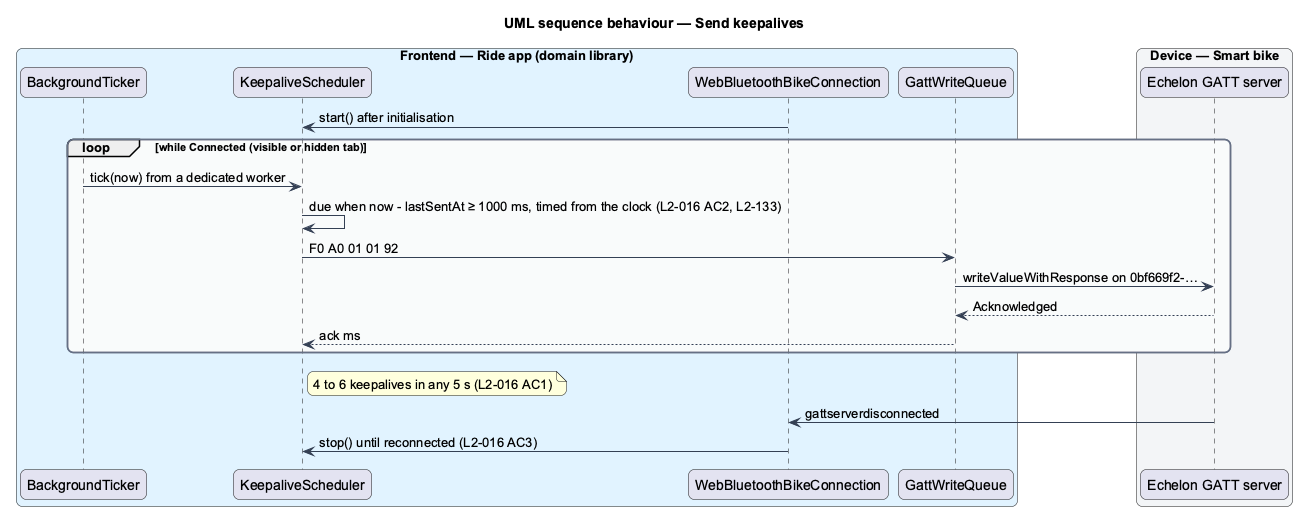 UML sequence behaviour — Send keepalives
Frontend — Ride app (domain library)
Device — Smart bike
BackgroundTicker
KeepaliveScheduler
WebBluetoothBikeConnection
GattWriteQueue
Echelon GATT server
start() after initialisation
loop
[while Connected (visible or hidden tab)]
tick(now) from a dedicated worker
due when now - lastSentAt ≥ 1000 ms, timed from the clock (L2-016 AC2, L2-133)
F0 A0 01 01 92
writeValueWithResponse on 0bf669f2-...
Acknowledged
ack ms
4 to 6 keepalives in any 5 s (L2-016 AC1)
gattserverdisconnected
stop() until reconnected (L2-016 AC3)
BackgroundTicker
KeepaliveScheduler
WebBluetoothBikeConnection
GattWriteQueue
Echelon GATT server